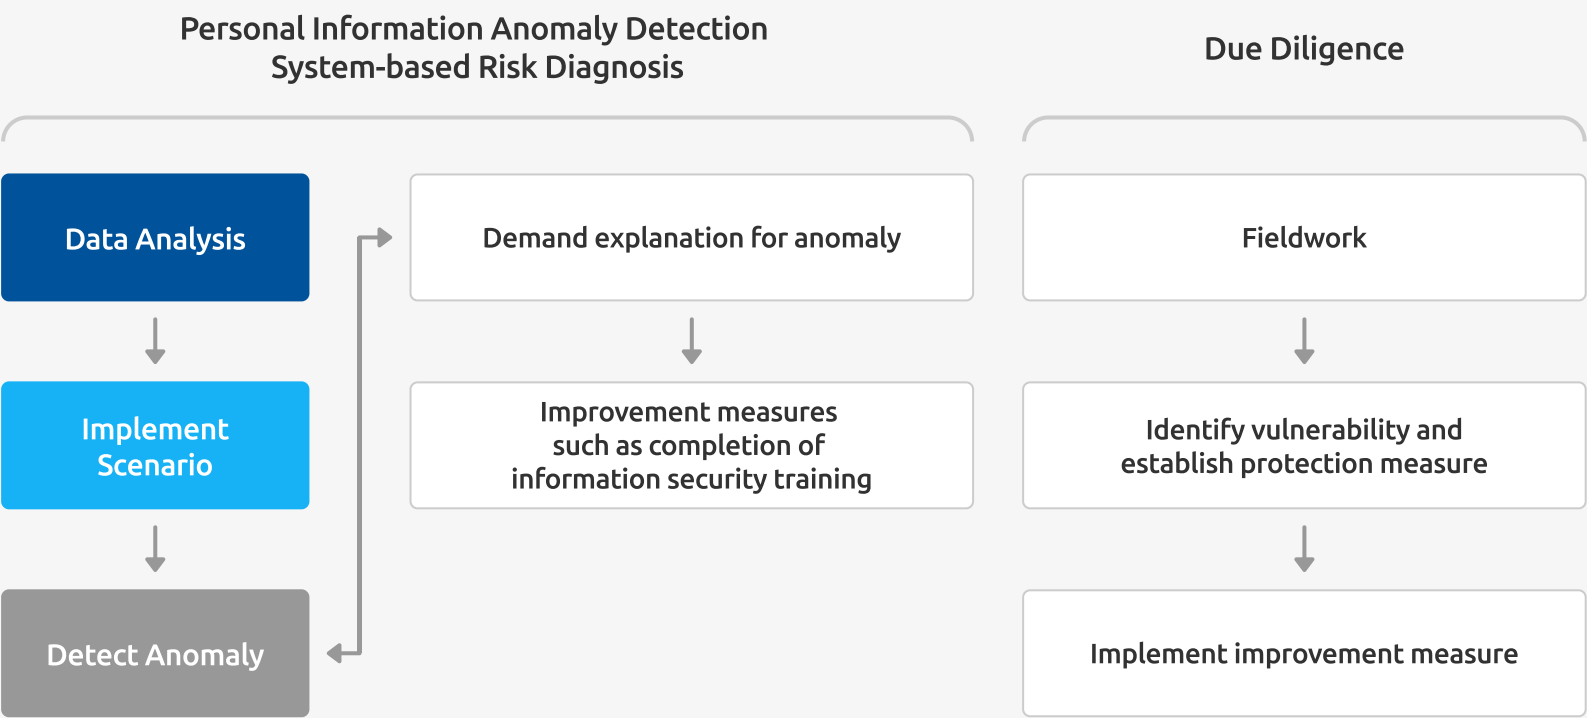 Personal Information Anomaly Detection
System-based Risk Diagnosis
Due Diligence
Data Analysis
Implement
Scenario
Detect Anomaly
Demand explanation for anomaly
Improvement measures
such as completion of
information security training
Fieldwork
Identify vulnerability and
establish protection measure
Implement improvement measure